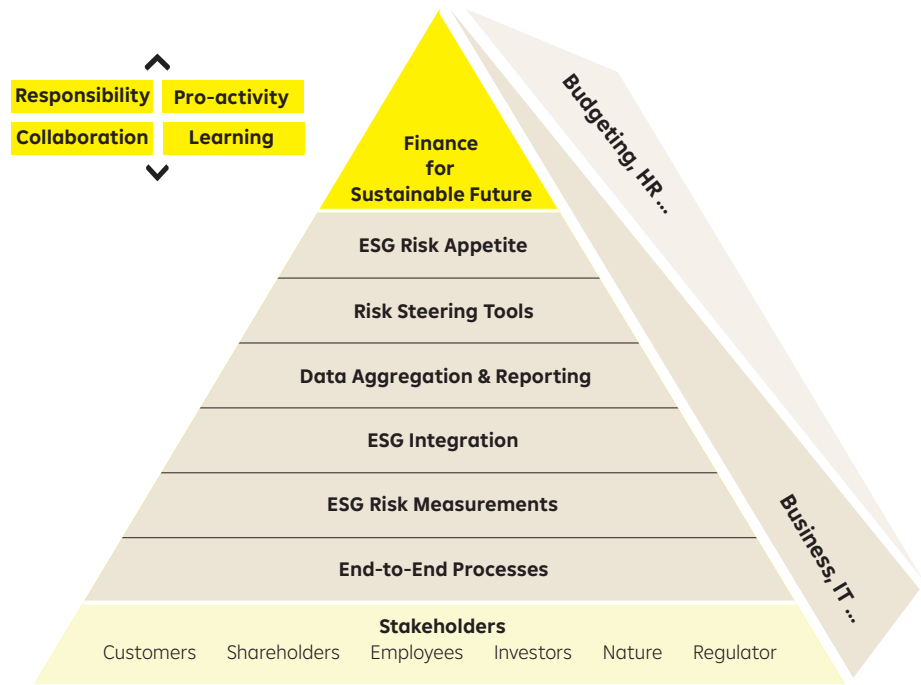 Responsibility Pro-activity
Collaboration Learning
Finance
for
Sustainable Future
ESG Risk Appetite
Risk Steering Tools
Data Aggregation & Reporting
ESG Integration
ESG Risk Measurements
End-to-End Processes
Stakeholders
Customers Shareholders Employees Investors Nature Regulator
Budgeting, HR ...
Business, IT ...